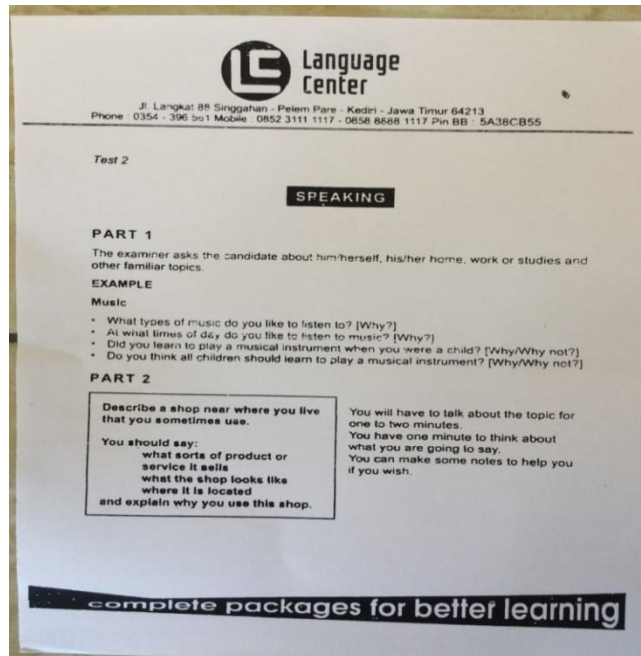 LC Language
Center
Jl. Langkat 88 Singgahan - Pelem Pare - Kediri - Jawa Timur 64213
Phone : 0354 - 396 Mobile : 0852 3111 1117 - 0858 8888 1117 Pin BB : 5A38CB55
Test 2
SPEAKING
PART 1
The examiner asks the candidate about him/herself, his/her home, work or studies and
other familiar topics.
EXAMPLE
Music
• What types of music do you like to listen to? [Why?]
• At what times of day do you like to listen to music? [Why?]
• Did you learn to play a musical instrument when you were a child? [Why/Why not?]
• Do you think all children should learn to play a musical instrument? [Why/Why not?]
PART 2
Describe a shop near where you live
that you sometimes use.
You should say:
what sorts of product or
service it sells
what the shop looks like
where it is located
and explain why you use this shop.
You will have to talk about the topic for
one to two minutes.
You have one minute to think about
what you are going to say.
You can make some notes to help you
if you wish.
complete packages for better learning